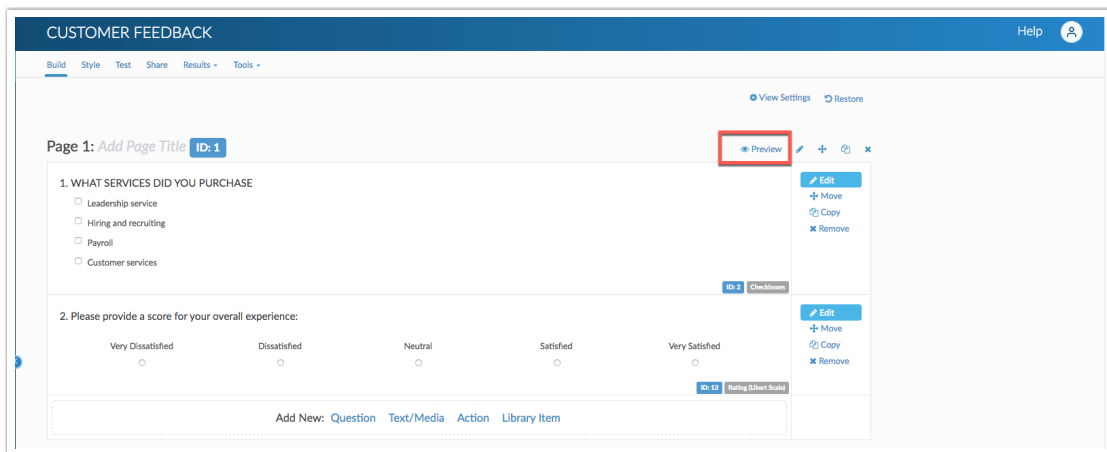 CUSTOMER FEEDBACK Help
Build Style Test Share Results Tools
View Settings Restore
Page 1: Add Page Title ID: 1 Preview
1. WHAT SERVICES DID YOU PURCHASE Edit
Leadership service Move
Hiring and recruiting Copy
Payroll Remove
Customer services
ID: 2 Checkboxes
2. Please provide a score for your overall experience: Edit
Very Dissatisfied Dissatisfied Neutral Satisfied Very Satisfied Move
Copy
Remove
ID: 13 Rating (Likert Scale)
Add New: Question Text/Media Action Library Item